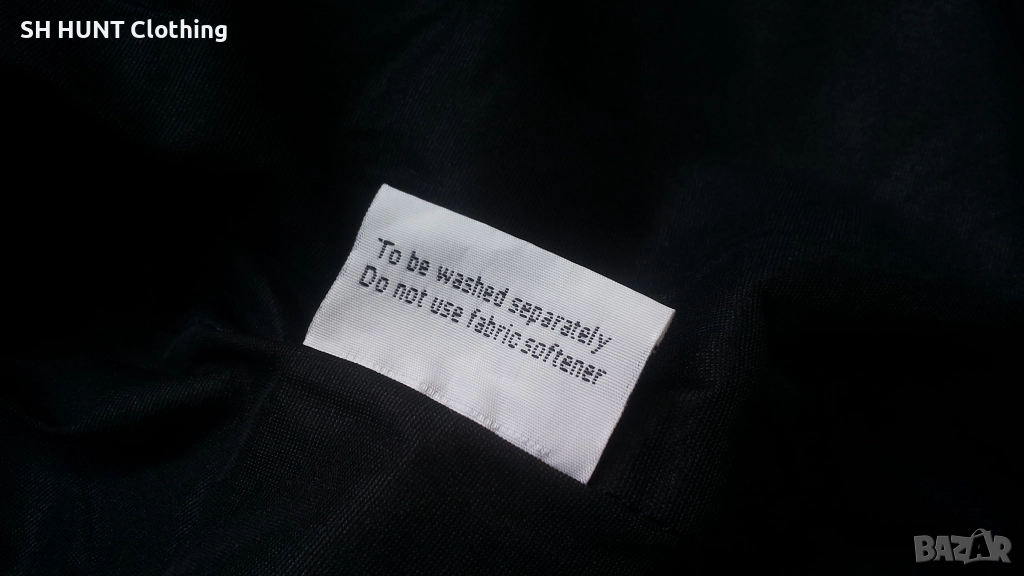 SH HUNT Clothing
To be washed separately
Do not use fabric softener
BAZAR